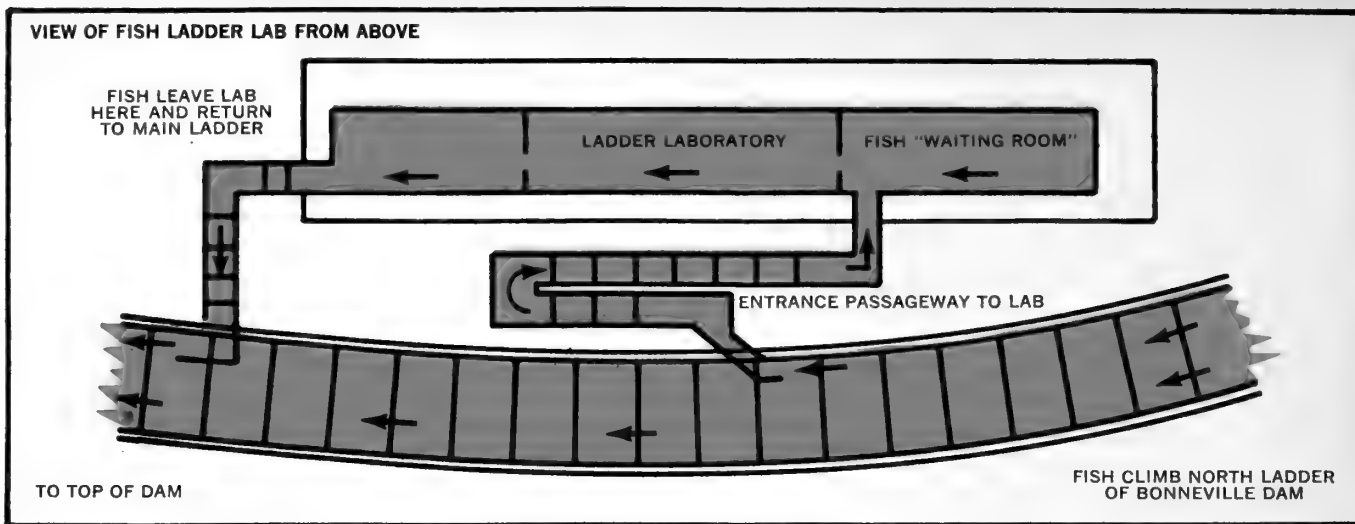 VIEW OF FISH LADDER LAB FROM ABOVE
FISH LEAVE LAB
HERE AND RETURN
TO MAIN LADDER
LADDER LABORATORY
FISH "WAITING ROOM"
ENTRANCE PASSAGEWAY TO LAB
TO TOP OF DAM
FISH CLIMB NORTH LADDER
OF BONNEVILLE DAM